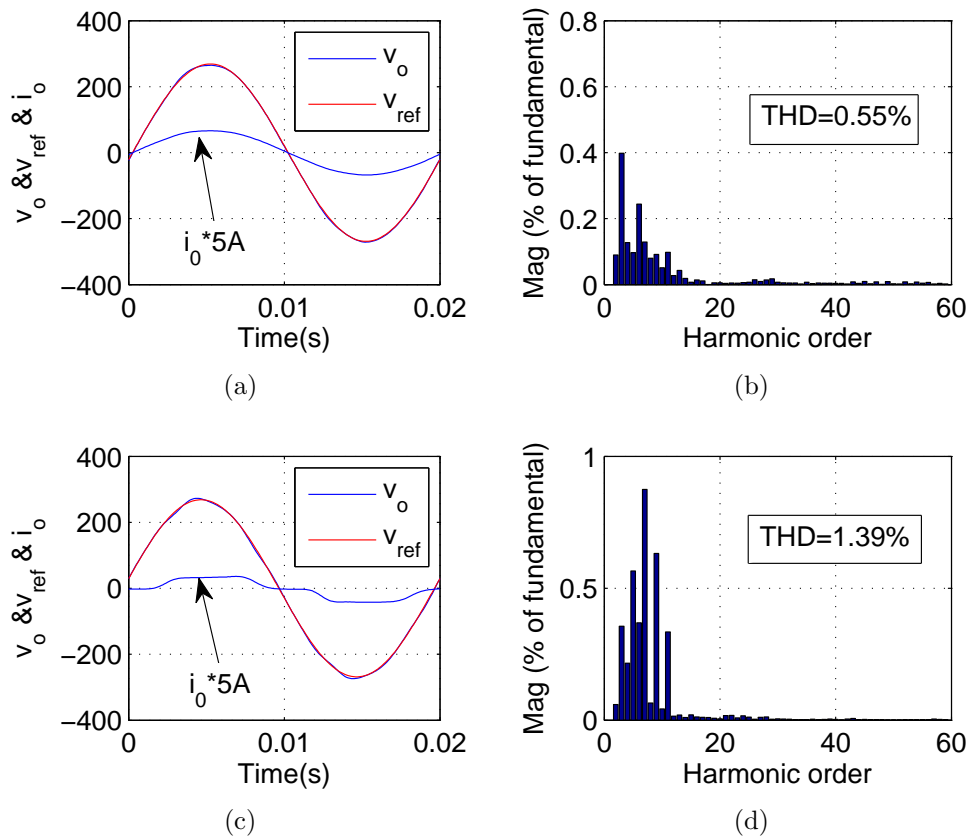 400
200
0
−200
−400
v_o &v_ref & i_o
v_o
v_ref
i_0*5A
0
0.01
0.02
Time(s)
(a)
0.8
0.6
0.4
0.2
0
Mag (% of fundamental)
THD=0.55%
0
20
40
60
Harmonic order
(b)
400
200
0
−200
−400
v_o &v_ref & i_o
v_o
v_ref
i_0*5A
0
0.01
0.02
Time(s)
(c)
1
0.5
0
Mag (% of fundamental)
THD=1.39%
0
20
40
60
Harmonic order
(d)